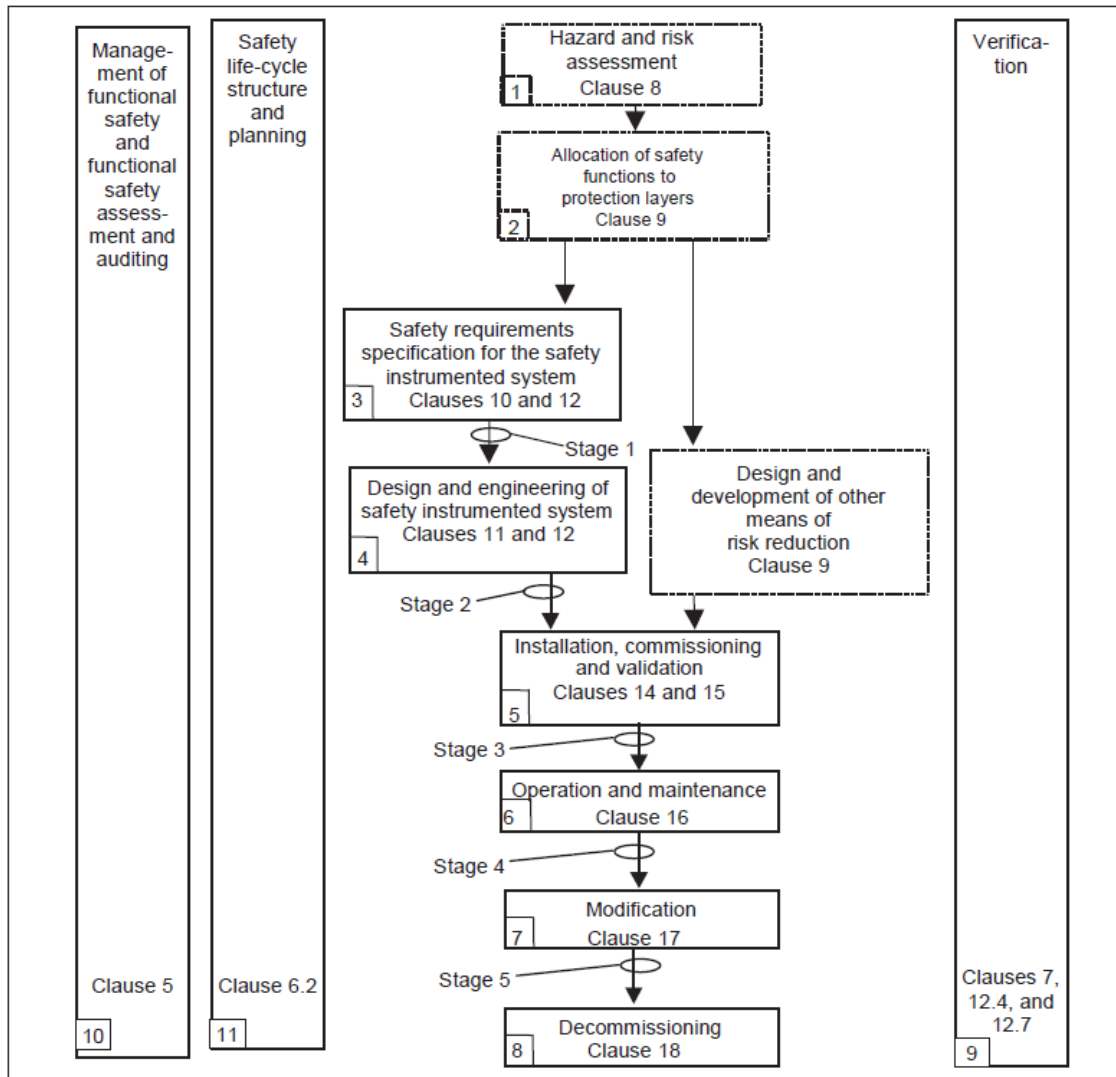 Manage-
ment of
functional
safety
and
functional
safety
assess-
ment and
auditing
Clause 5
10
Safety
life-cycle
structure
and
planning
Clause 6.2
11
Hazard and risk
assessment
Clause 8
1
Allocation of safety
functions to
protection layers
Clause 9
2
Safety requirements
specification for the safety
instrumented system
Clauses 10 and 12
3
Stage 1
Design and engineering of
safety instrumented system
Clauses 11 and 12
4
Design and
development of other
means of
risk reduction
Clause 9
Stage 2
Installation, commissioning
and validation
Clauses 14 and 15
5
Stage 3
Operation and maintenance
Clause 16
6
Stage 4
Modification
Clause 17
7
Stage 5
Decommissioning
Clause 18
8
Verifica-
tion
Clauses 7,
12.4, and
12.7
9